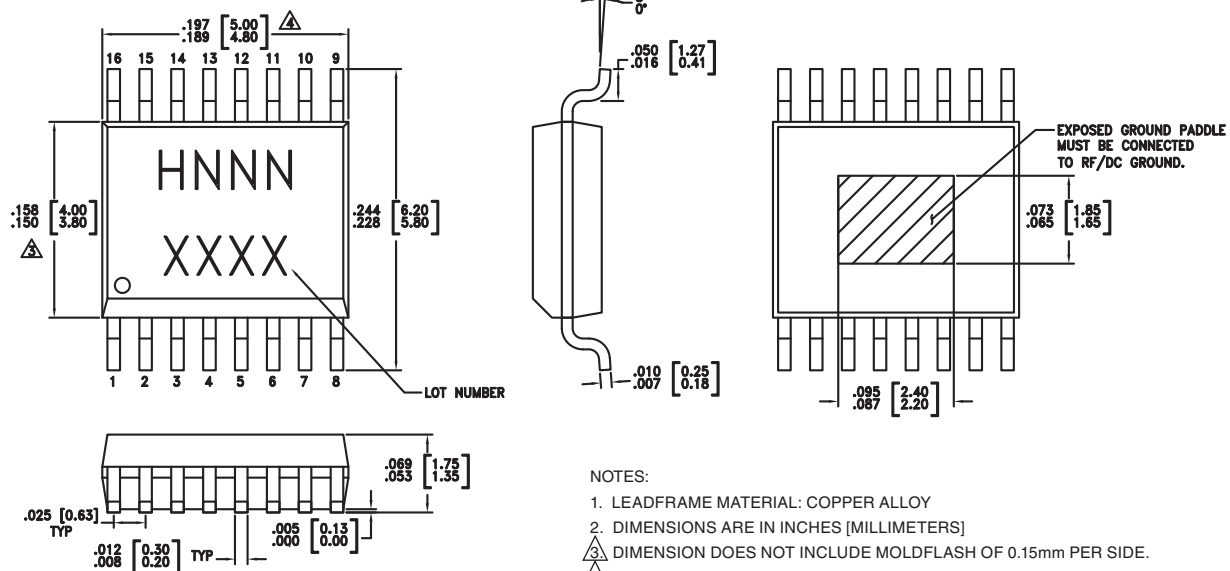 .197 [5.00]
.189 [4.80] 4
16 15 14 13 12 11 10 9
HNNN
XXXX
.158 [4.00]
.150 [3.80]
3
.244 [6.20]
.228 [5.80]
1 2 3 4 5 6 7 8
LOT NUMBER
0°
.050 [1.27]
.016 [0.41]
.010 [0.25]
.007 [0.18]
EXPOSED GROUND PADDLE
MUST BE CONNECTED
TO RF/DC GROUND.
.073 [1.85]
.065 [1.65]
.095 [2.40]
.087 [2.20]
.069 [1.75]
.053 [1.35]
.025 [0.63]
TYP
.012 [0.30]
.008 [0.20] TYP
.005 [0.13]
.000 [0.00]
NOTES:
1. LEADFRAME MATERIAL: COPPER ALLOY
2. DIMENSIONS ARE IN INCHES [MILLIMETERS]
3. DIMENSION DOES NOT INCLUDE MOLDFLASH OF 0.15mm PER SIDE.